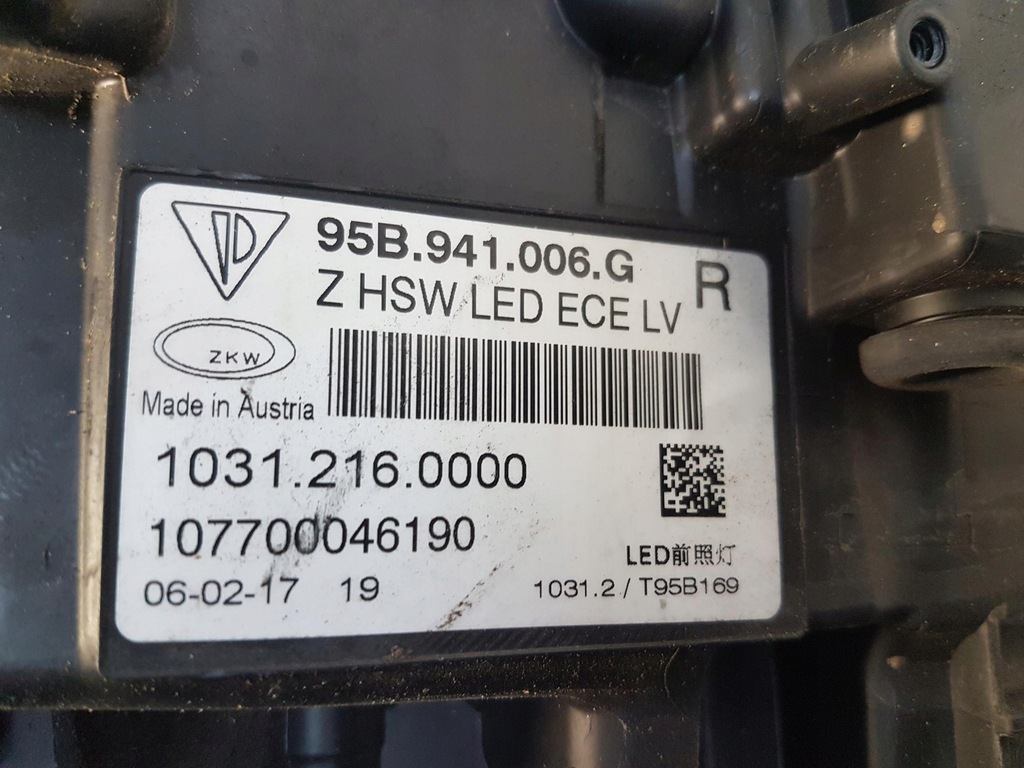 95B.941.006.G R
Z HSW LED ECE LV
ZKW
Made in Austria
1031.216.0000
107700046190
LED前照灯
06-02-17 19
1031.2 / T95B169